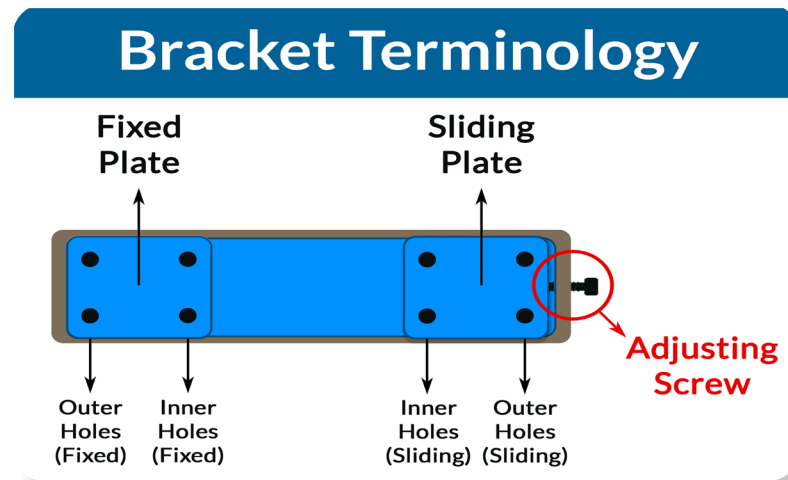 Bracket Terminology
Fixed
Plate
Sliding
Plate
Adjusting
Screw
Outer
Holes
(Fixed)
Inner
Holes
(Fixed)
Inner
Holes
(Sliding)
Outer
Holes
(Sliding)